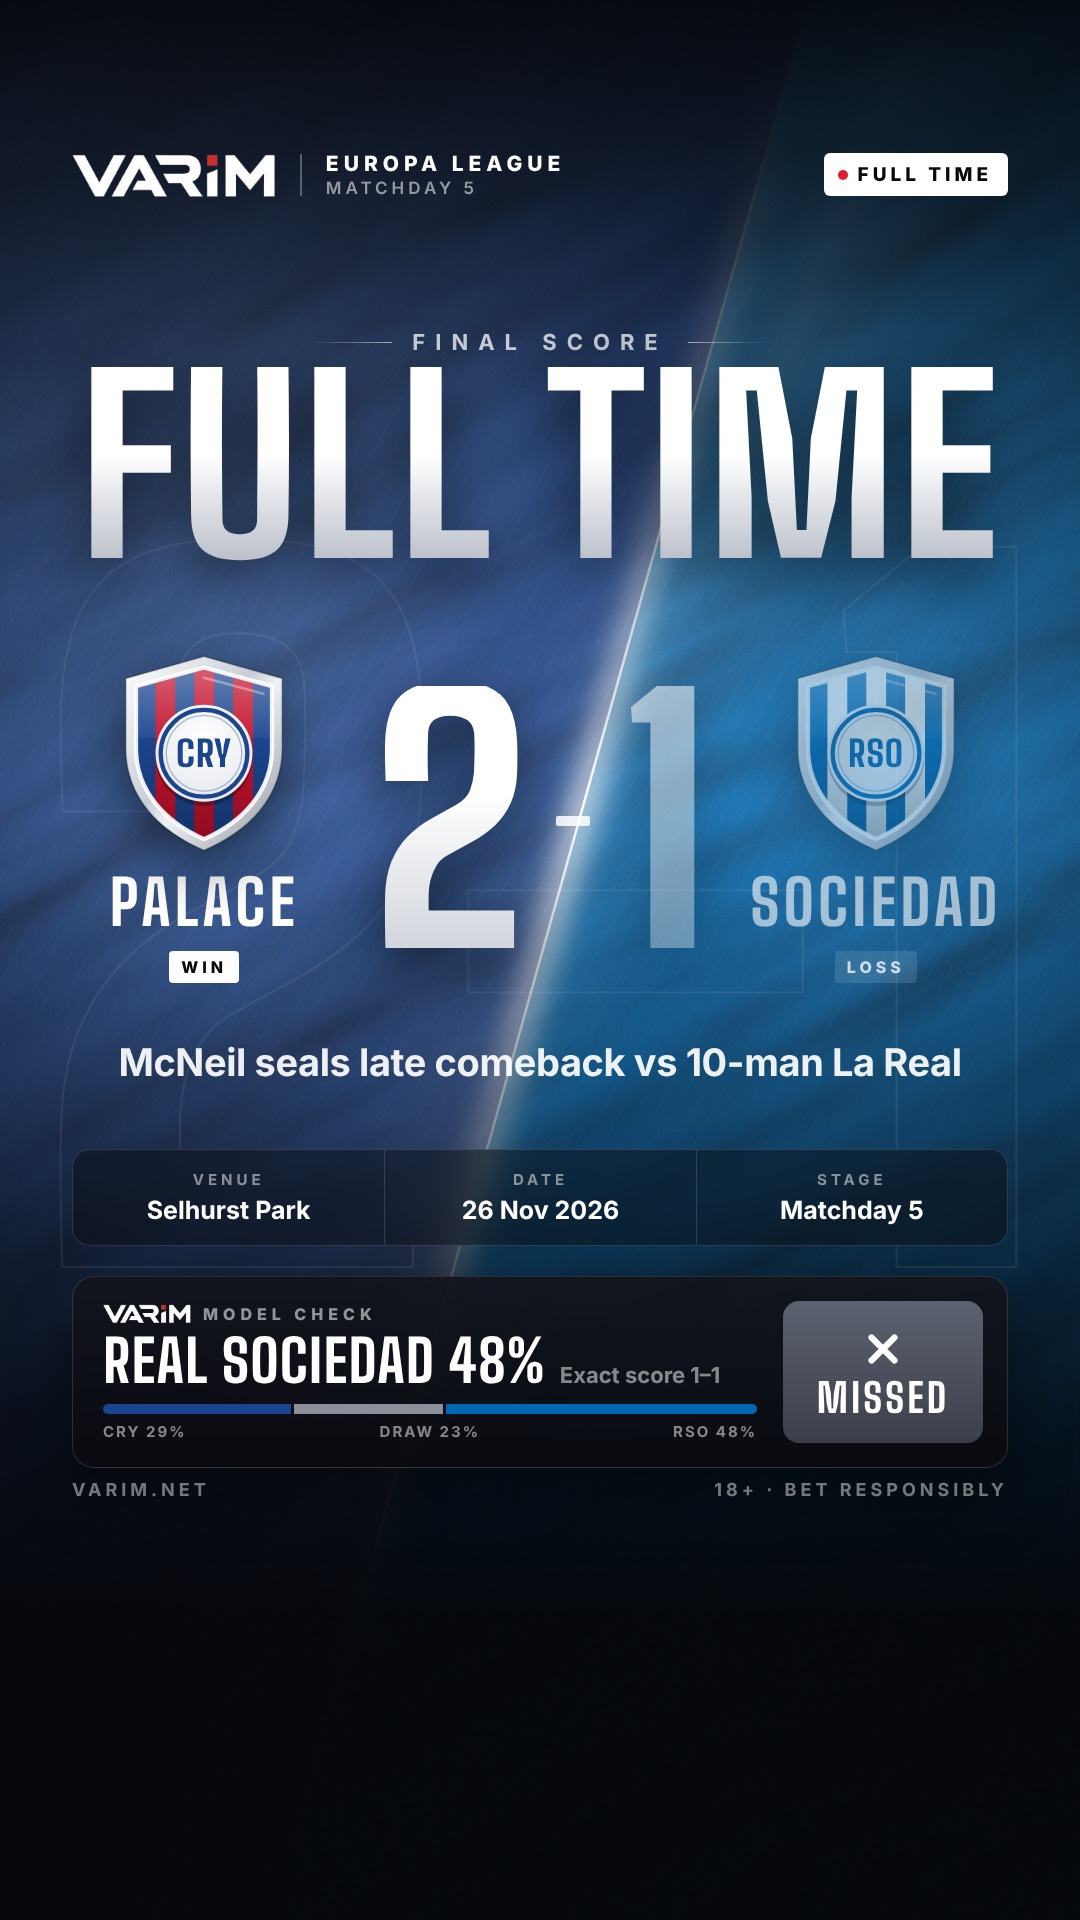 VARiM
EUROPA LEAGUE
MATCHDAY 5
FULL TIME
FINAL SCORE
FULL TIME
CRY
2 - 1
RSO
PALACE
SOCIEDAD
WIN
LOSS
McNeil seals late comeback vs 10-man La Real
VENUE
Selhurst Park
DATE
26 Nov 2026
STAGE
Matchday 5
VARiM MODEL CHECK
REAL SOCIEDAD 48% Exact score 1–1
CRY 29% DRAW 23% RSO 48%
MISSED
VARIM.NET
18+ · BET RESPONSIBLY